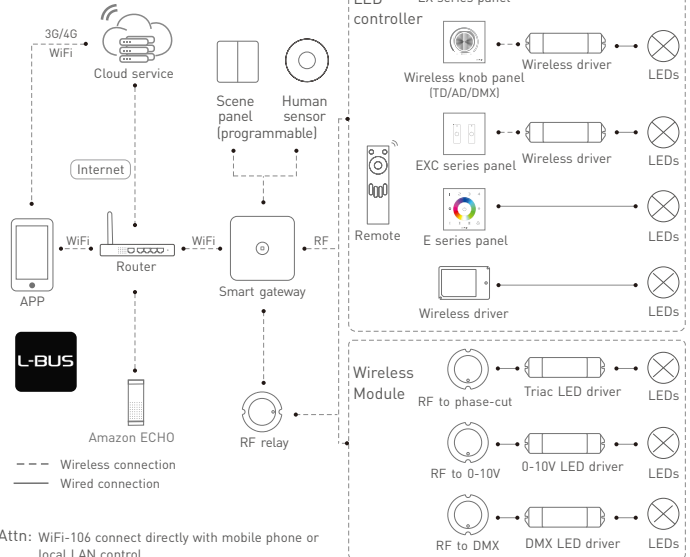 3G/4G
WiFi
Cloud service
Scene
panel
Human
sensor
(programmable)
Internet
WiFi
WiFi
RF
APP
Router
Smart gateway
L-BUS
Amazon ECHO
RF relay
Wireless connection
Wired connection
Attn: WiFi-106 connect directly with mobile phone or
local LAN control
LED
controller
EX series panel
Wireless knob panel
(TD/AD/DMX)
Wireless driver
LEDs
EXC series panel
Wireless driver
LEDs
Remote
E series panel
LEDs
Wireless driver
LEDs
Wireless
Module
RF to phase-cut
Triac LED driver
LEDs
RF to 0-10V
0-10V LED driver
LEDs
RF to DMX
DMX LED driver
LEDs